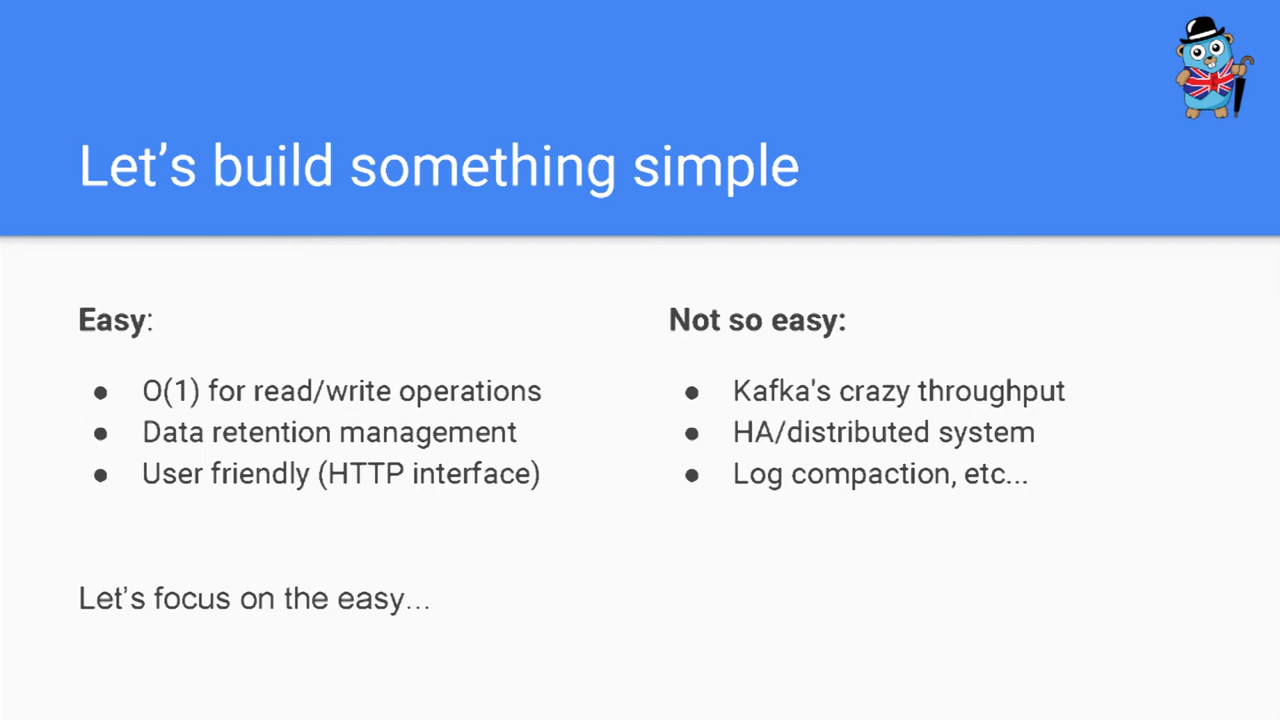 Let’s build something simple
Easy:
● O(1) for read/write operations
● Data retention management
● User friendly (HTTP interface)
Not so easy:
● Kafka's crazy throughput
● HA/distributed system
● Log compaction, etc...
Let’s focus on the easy...